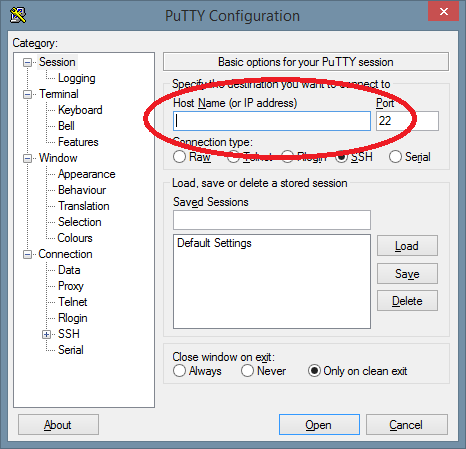 PuTTY Configuration
Category:
Session
Logging
Terminal
Keyboard
Bell
Features
Window
Appearance
Behaviour
Translation
Selection
Colours
Connection
Data
Proxy
Telnet
Rlogin
SSH
Serial
Basic options for your PuTTY session
Specify the destination you want to connect to
Host Name (or IP address) Port
22
Connection type:
Raw Telnet Rlogin SSH Serial
Load, save or delete a stored session
Saved Sessions
Default Settings
Load
Save
Delete
Close window on exit:
Always Never Only on clean exit
About Open Cancel